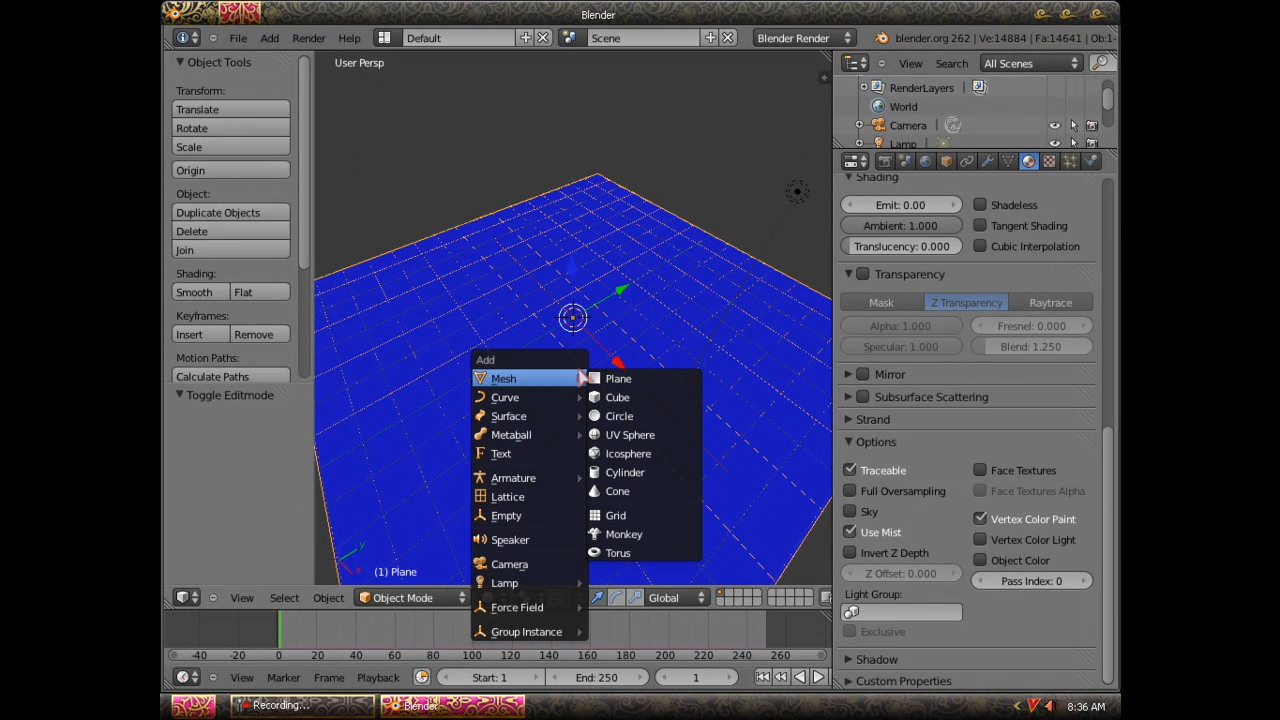 Blender
File Add Render Help Default Scene Blender Render blender.org 262 | Ve:14884 | Fa:14641 | Ob:1-
Object Tools
Transform:
Translate
Rotate
Scale
Origin
Object:
Duplicate Objects
Delete
Join
Shading:
Smooth Flat
Keyframes:
Insert Remove
Motion Paths:
Calculate Paths
Toggle Editmode
User Persp
Add
Mesh
Curve
Surface
Metaball
Text
Armature
Lattice
Empty
Speaker
Camera
Lamp
Force Field
Group Instance
Plane
Cube
Circle
UV Sphere
Icosphere
Cylinder
Cone
Grid
Monkey
Torus
(1) Plane
View Select Object Object Mode Global
-40 -20 0 20 40 60 80 100 120 140 160 180 200 220 240 260
View Marker Frame Playback Start: 1 End: 250 1
View Search All Scenes
RenderLayers
World
Camera
Lamp
Shading
Emit: 0.00 Shadeless
Ambient: 1.000 Tangent Shading
Translucency: 0.000 Cubic Interpolation
Transparency
Mask Z Transparency Raytrace
Alpha: 1.000 Fresnel: 0.000
Specular: 1.000 Blend: 1.250
Mirror
Subsurface Scattering
Strand
Options
Traceable Face Textures
Full Oversampling Face Textures Alpha
Sky Vertex Color Paint
Use Mist Vertex Color Light
Invert Z Depth Object Color
Z Offset: 0.000 Pass Index: 0
Light Group:
Exclusive
Shadow
Custom Properties
Recording... Blender 8:36 AM